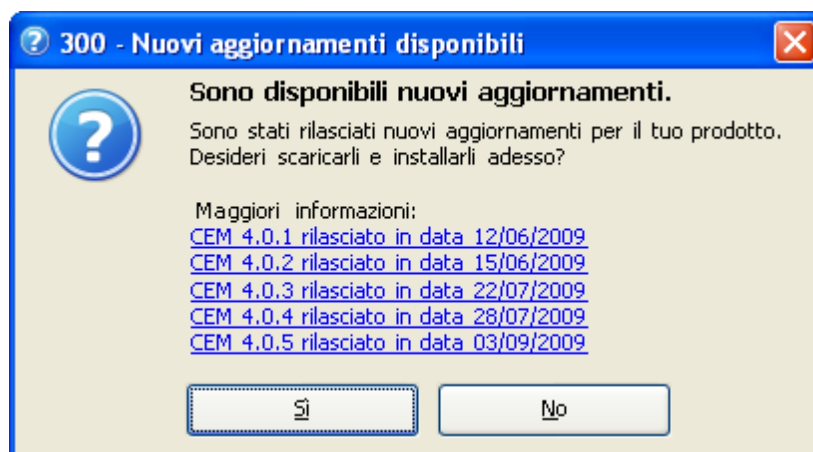 300 - Nuovi aggiornamenti disponibili
Sono disponibili nuovi aggiornamenti.
Sono stati rilasciati nuovi aggiornamenti per il tuo prodotto.
Desideri scaricarli e installarli adesso?
Maggiori informazioni:
CEM 4.0.1 rilasciato in data 12/06/2009
CEM 4.0.2 rilasciato in data 15/06/2009
CEM 4.0.3 rilasciato in data 22/07/2009
CEM 4.0.4 rilasciato in data 28/07/2009
CEM 4.0.5 rilasciato in data 03/09/2009
Sì No